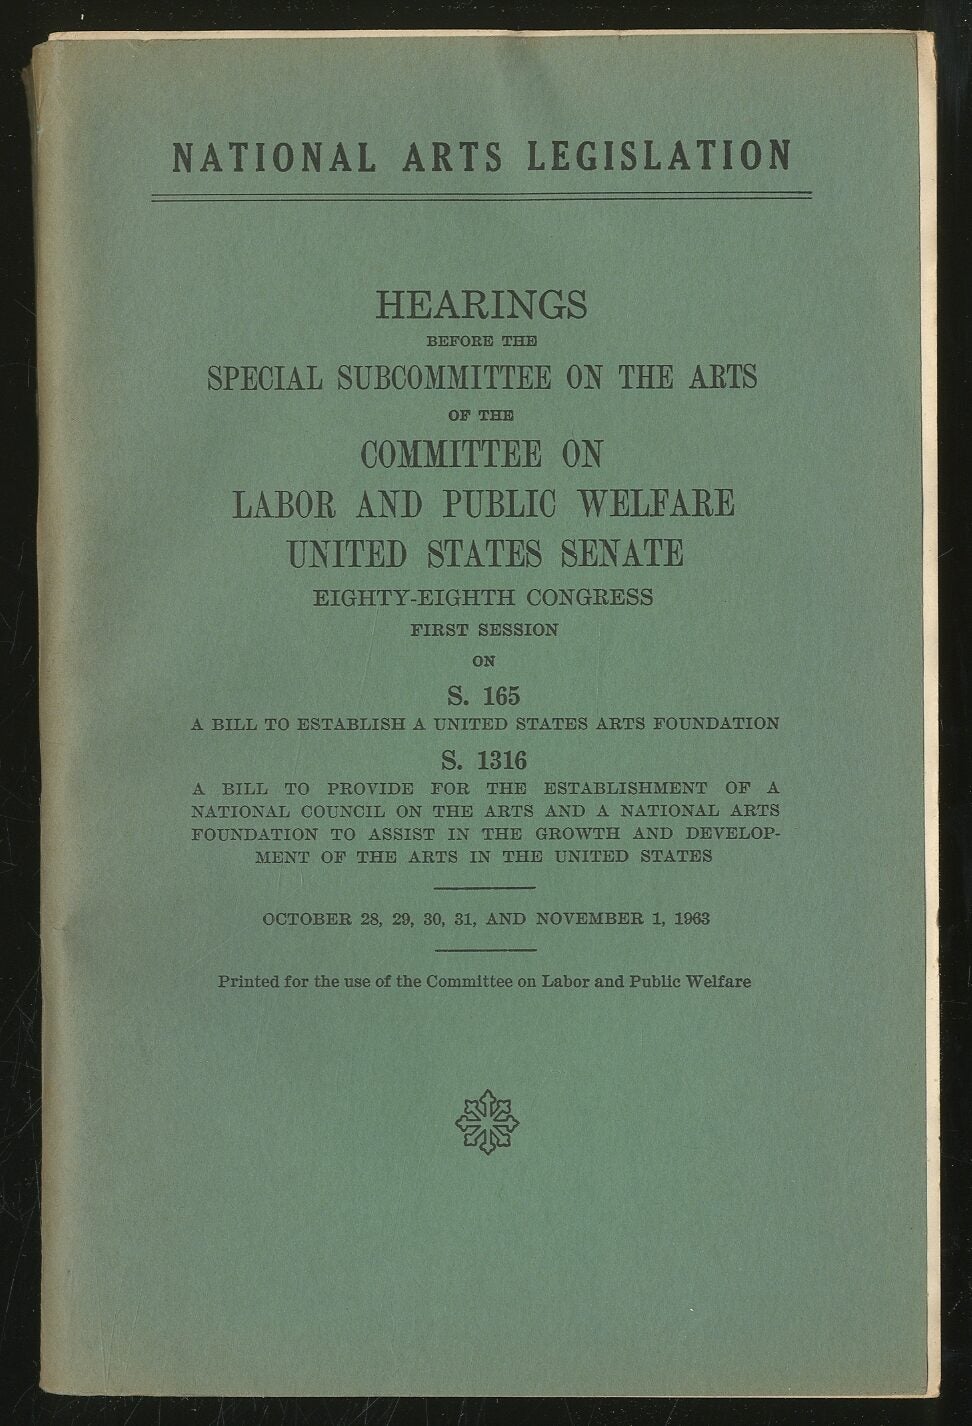 NATIONAL ARTS LEGISLATION
HEARINGS
BEFORE THE
SPECIAL SUBCOMMITTEE ON THE ARTS
OF THE
COMMITTEE ON
LABOR AND PUBLIC WELFARE
UNITED STATES SENATE
EIGHTY-EIGHTH CONGRESS
FIRST SESSION
ON
S. 165
A BILL TO ESTABLISH A UNITED STATES ARTS FOUNDATION
S. 1316
A BILL TO PROVIDE FOR THE ESTABLISHMENT OF A
NATIONAL COUNCIL ON THE ARTS AND A NATIONAL ARTS
FOUNDATION TO ASSIST IN THE GROWTH AND DEVELOP-
MENT OF THE ARTS IN THE UNITED STATES
OCTOBER 28, 29, 30, 31, AND NOVEMBER 1, 1963
Printed for the use of the Committee on Labor and Public Welfare